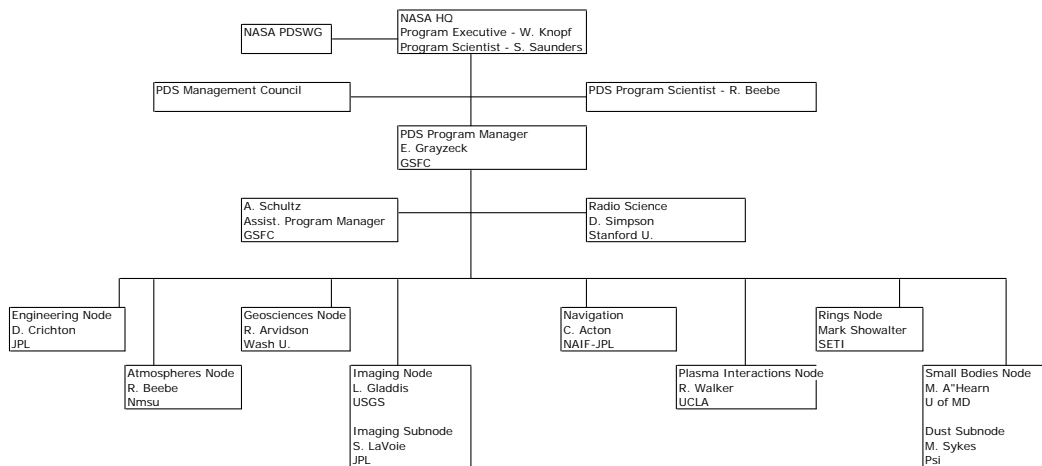 NASA HQ
Program Executive - W. Knopf
Program Scientist - S. Saunders
NASA PDSWG
PDS Management Council
PDS Program Scientist - R. Beebe
PDS Program Manager
E. Grayzeck
GSFC
A. Schultz
Assist. Program Manager
GSFC
Radio Science
D. Simpson
Stanford U.
Engineering Node
D. Crichton
JPL
Geosciences Node
R. Arvidson
Wash U.
Navigation
C. Acton
NAIF-JPL
Rings Node
Mark Showalter
SETI
Atmospheres Node
R. Beebe
Nmsu
Imaging Node
L. Gladdis
USGS
Imaging Subnode
S. LaVoie
JPL
Plasma Interactions Node
R. Walker
UCLA
Small Bodies Node
M. A"Hearn
U of MD
Dust Subnode
M. Sykes
Psi